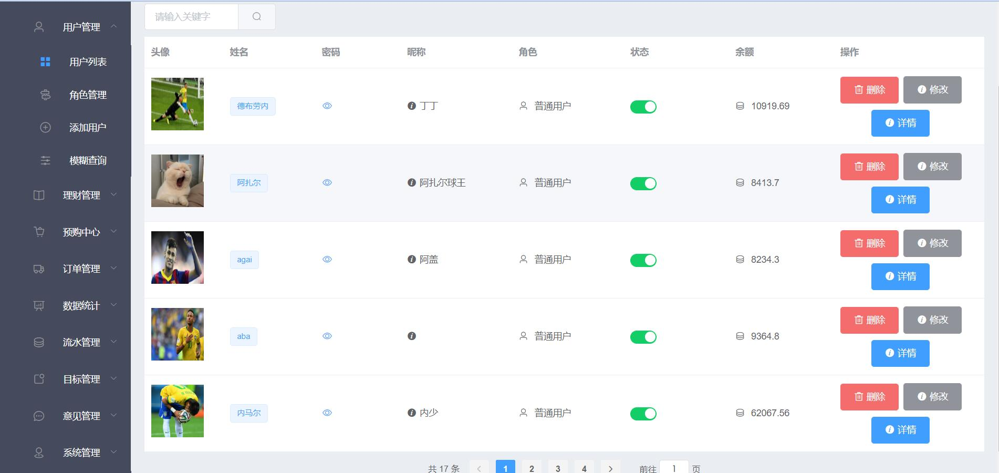 请输入关键字
用户管理
用户列表
角色管理
添加用户
模糊查询
理财管理
预购中心
订单管理
数据统计
流水管理
目标管理
意见管理
系统管理
头像 姓名 密码 昵称 角色 状态 余额 操作
德布劳内 丁丁 普通用户 10919.69 删除 修改
详情
阿扎尔 阿扎尔球王 普通用户 8413.7 删除 修改
详情
agai 阿盖 普通用户 8234.3 删除 修改
详情
aba 普通用户 9364.8 删除 修改
详情
内马尔 内少 普通用户 62067.56 删除 修改
详情
共 17 条 1 2 3 4 前往 1 页